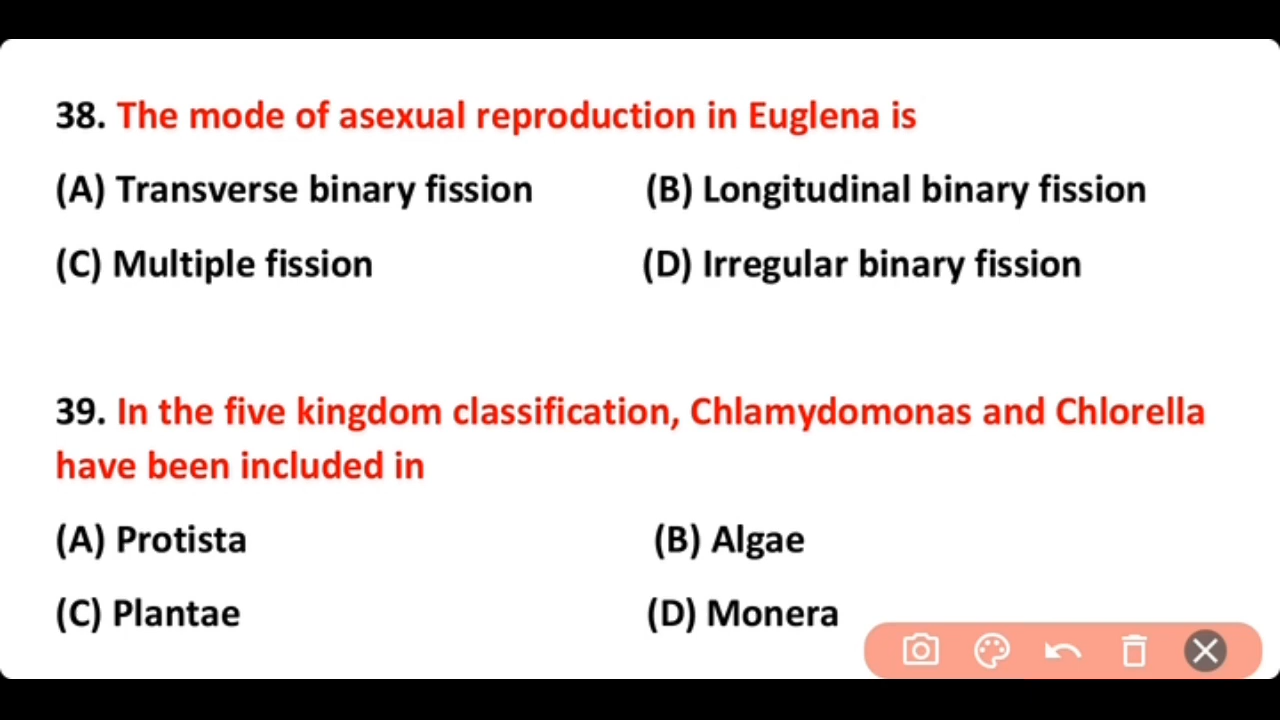 38. The mode of asexual reproduction in Euglena is
(A) Transverse binary fission (B) Longitudinal binary fission
(C) Multiple fission (D) Irregular binary fission
39. In the five kingdom classification, Chlamydomonas and Chlorella
have been included in
(A) Protista (B) Algae
(C) Plantae (D) Monera